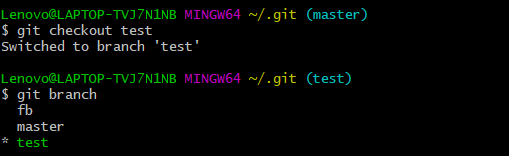 Lenovo@LAPTOP-TVJ7N1NB MINGW64 ~/.git (master)
$ git checkout test
Switched to branch 'test'
Lenovo@LAPTOP-TVJ7N1NB MINGW64 ~/.git (test)
$ git branch
  fb
  master
* test